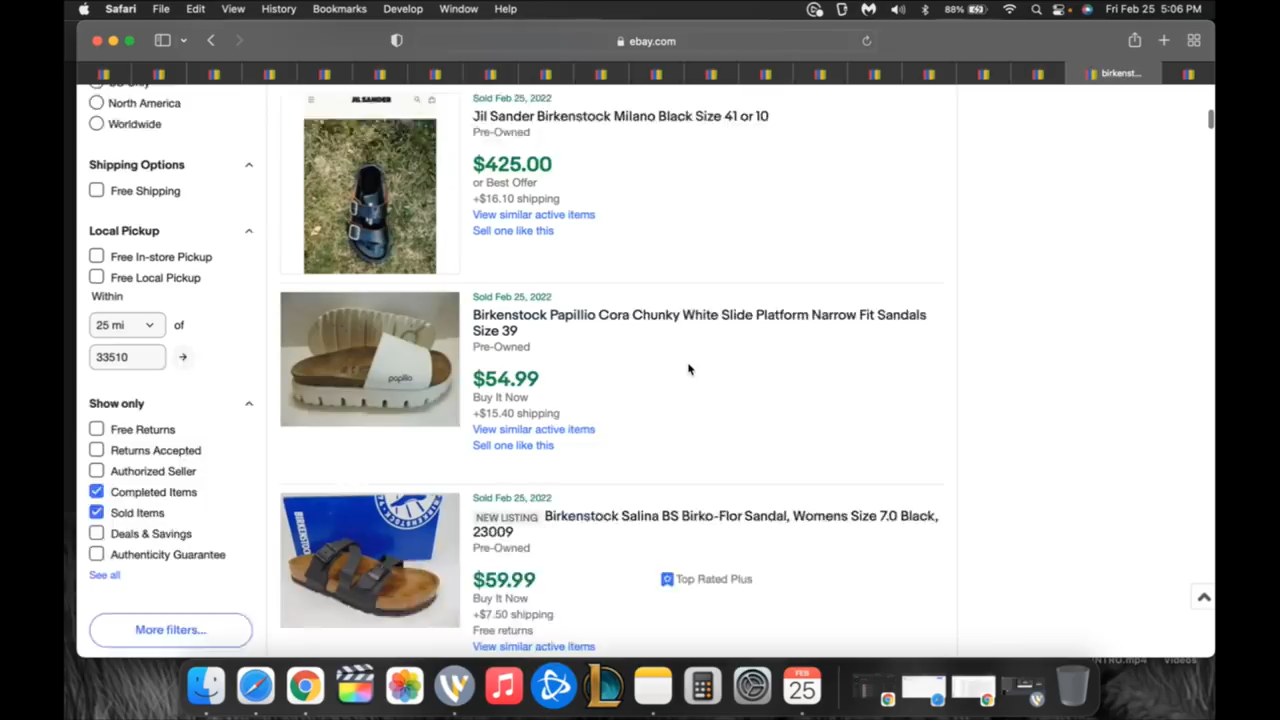 Safari File Edit View History Bookmarks Develop Window Help 88% Fri Feb 25 5:06 PM
ebay.com
birkenst...
North America
Worldwide
Shipping Options
Free Shipping
Local Pickup
Free In-store Pickup
Free Local Pickup
Within
25 mi of
33510
Show only
Free Returns
Returns Accepted
Authorized Seller
Completed Items
Sold Items
Deals & Savings
Authenticity Guarantee
See all
More filters...
JIL SANDER
Sold Feb 25, 2022
Jil Sander Birkenstock Milano Black Size 41 or 10
Pre-Owned
$425.00
or Best Offer
+$16.10 shipping
View similar active items
Sell one like this
papillio
Sold Feb 25, 2022
Birkenstock Papillio Cora Chunky White Slide Platform Narrow Fit Sandals
Size 39
Pre-Owned
$54.99
Buy It Now
+$15.40 shipping
View similar active items
Sell one like this
BIRKENSTOCK
Sold Feb 25, 2022
NEW LISTING Birkenstock Salina BS Birko-Flor Sandal, Womens Size 7.0 Black,
23009
Pre-Owned
$59.99
Top Rated Plus
Buy It Now
+$7.50 shipping
Free returns
View similar active items
INTRO.mp4 Videos
FEB
25